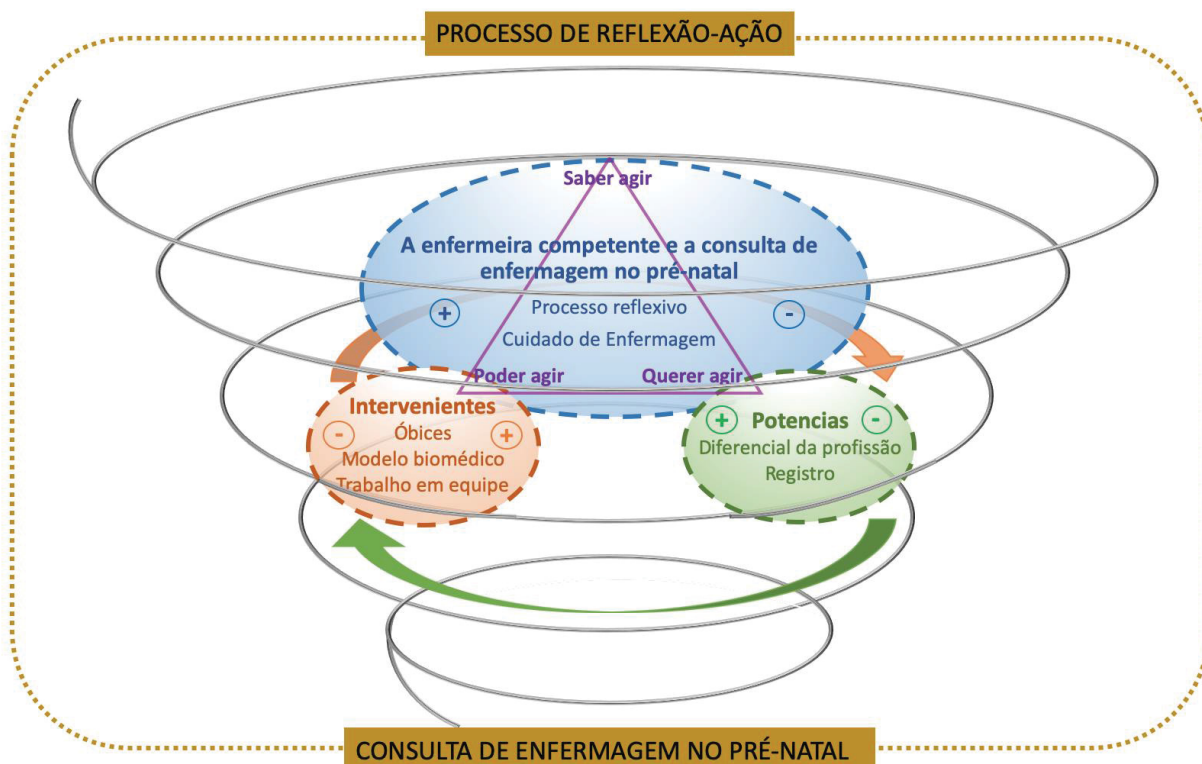 PROCESSO DE REFLEXÃO-AÇÃO
Saber agir
A enfermeira competente e a consulta de
enfermagem no pré-natal
Processo reflexivo
+
-
Cuidado de Enfermagem
Poder agir
Querer agir
Intervenientes
-
+
Óbices
Modelo biomédico
Trabalho em equipe
+
Potencias
-
Diferencial da profissão
Registro
CONSULTA DE ENFERMAGEM NO PRÉ-NATAL